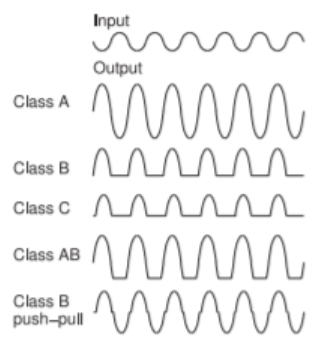 Input
Output
Class A
Class B
Class C
Class AB
Class B
push–pull